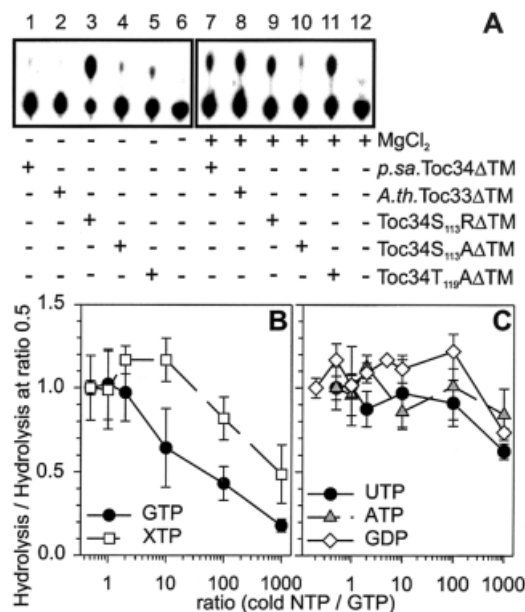 1 2 3 4 5 6 7 8 9 10 11 12 A
- - - - - - + + + + + + MgCl₂
+ - - - - - + - - - - - p.sa.Toc34ΔTM
- + - - - - - + - - - - A.th.Toc33ΔTM
- - + - - - - - + - - - Toc34S₁₁₃RΔTM
- - - + - - - - - + - - Toc34S₁₁₃AΔTM
- - - - + - - - - - + - Toc34T₁₁₉AΔTM
Hydrolysis / Hydrolysis at ratio 0.5
1.5
1.0
0.5
0.0
B
GTP
XTP
1 10 100 1000
C
UTP
ATP
GDP
1 10 100 1000
ratio (cold NTP / GTP)